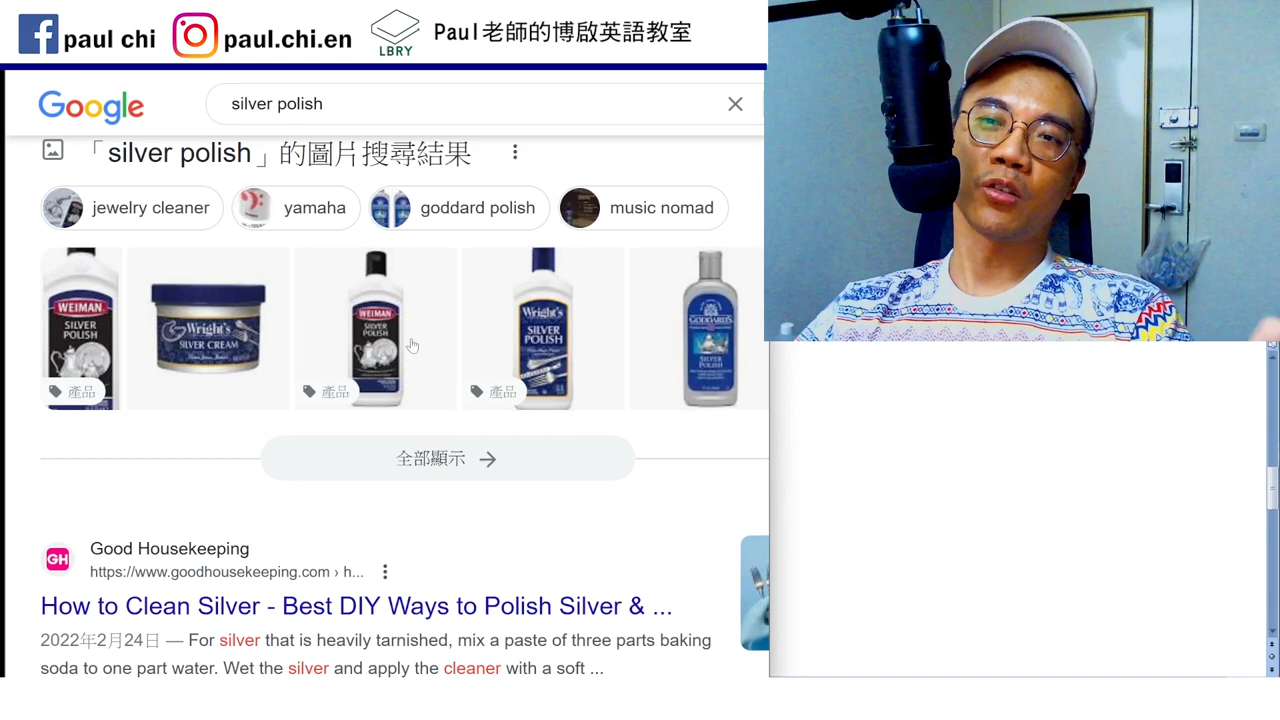 paul chi
paul.chi.en
LBRY
Paul老師的博啟英語教室
Google
silver polish
「silver polish」的圖片搜尋結果
jewelry cleaner
yamaha
goddard polish
music nomad
WEIMAN
SILVER
POLISH
產品
Wright's
SILVER CREAM
WEIMAN
SILVER
POLISH
產品
Wright's
SILVER
POLISH
產品
GODDARD'S
SILVER
POLISH
全部顯示
GH
Good Housekeeping
https://www.goodhousekeeping.com › h...
How to Clean Silver - Best DIY Ways to Polish Silver & ...
2022年2月24日 — For silver that is heavily tarnished, mix a paste of three parts baking
soda to one part water. Wet the silver and apply the cleaner with a soft ...